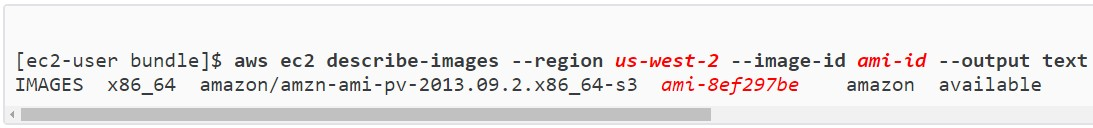 [ec2-user bundle]$ aws ec2 describe-images --region us-west-2 --image-id ami-id --output text
IMAGES  x86_64  amazon/amzn-ami-pv-2013.09.2.x86_64-s3  ami-8ef297be    amazon  available